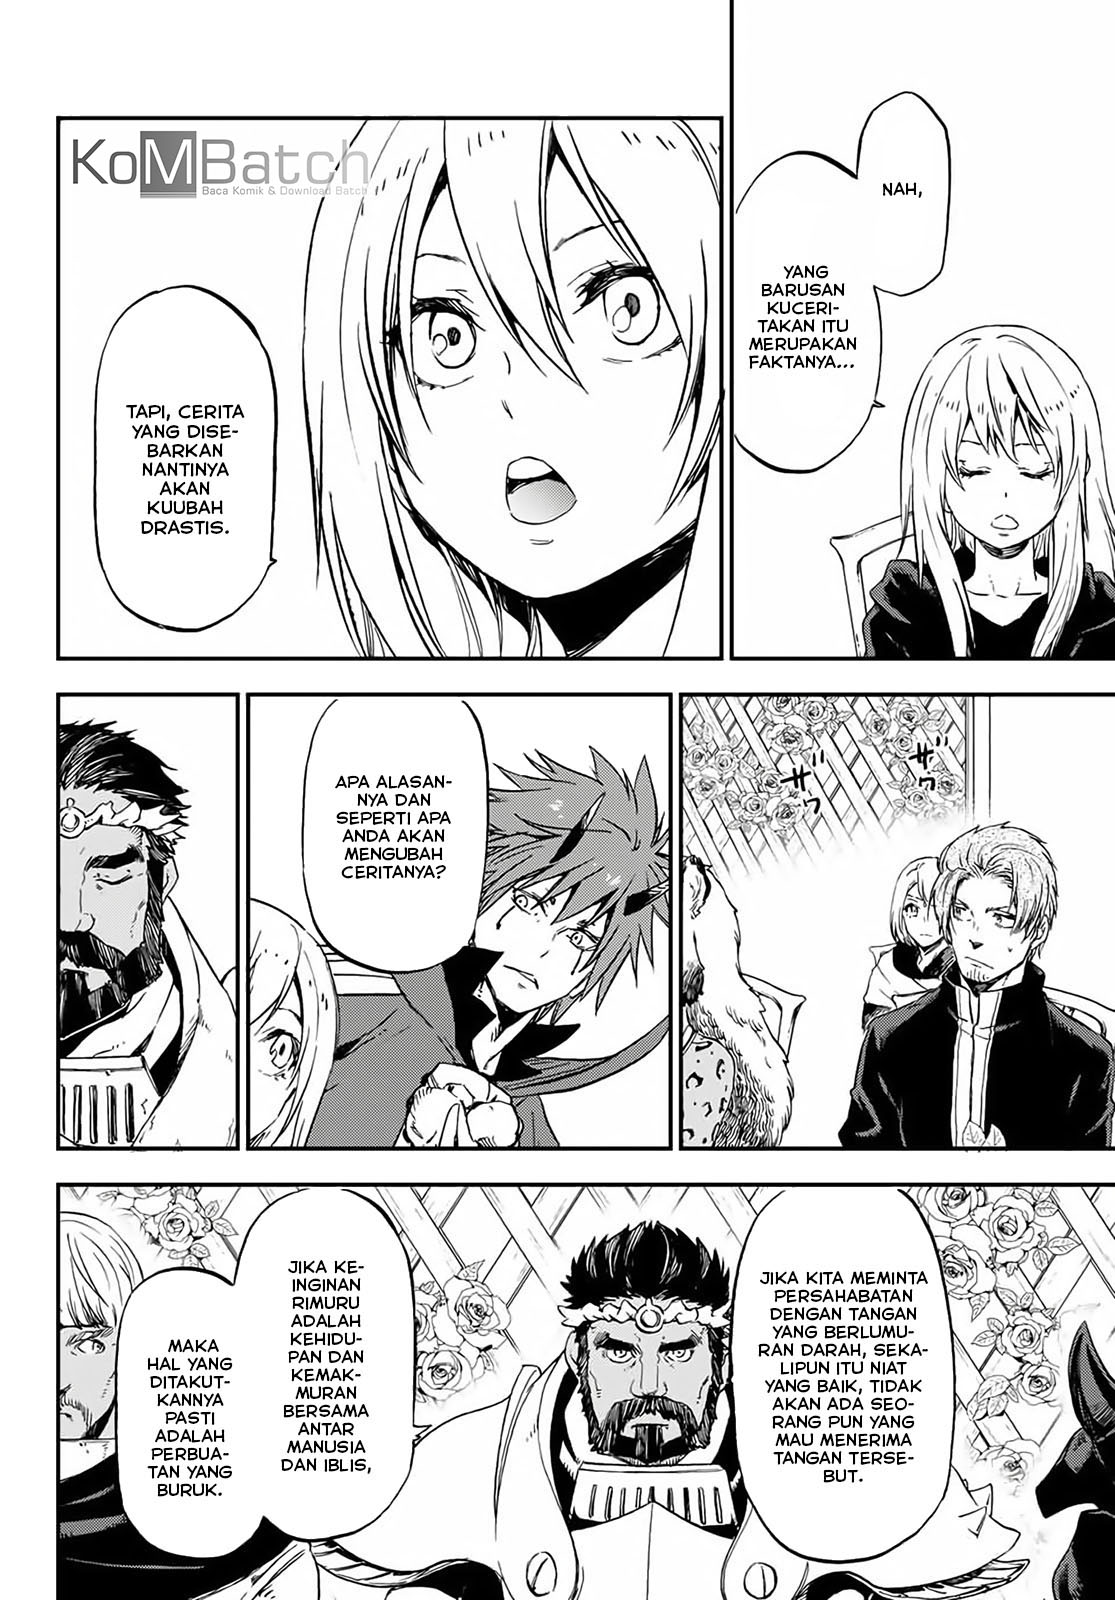 NAH,
YANG
BARUSAN
KUCERI-
TAKAN ITU
MERUPAKAN
FAKTANYA...
KoMBatch
Baca Komik & Download Batch
TAPI, CERITA
YANG DISE-
BARKAN
NANTINYA
AKAN
KUUBAH
DRASTIS.
ザワ
ザワ
APA ALASAN-
NYA DAN
SEPERTI APA
ANDA AKAN
MENGUBAH
CERITANYA?
JIKA KITA MEMINTA
PERSAHABATAN
DENGAN TANGAN
YANG BERLUMU-
RAN DARAH, SEKA-
LIPUN ITU NIAT
YANG BAIK, TIDAK
AKAN ADA SEO-
RANG PUN YANG
MAU MENERIMA
TANGAN TERSE-
BUT.
JIKA KE-
INGINAN
RIMURU
ADALAH
KEHIDU-
PAN DAN
KEMAK-
MURAN
BERSAMA
ANTAR
MANUSIA
DAN IBLIS,
MAKA
HAL YANG
DITAKUT-
KANNYA
PASTI
ADALAH
PERBUA-
TAN YANG
BURUK.